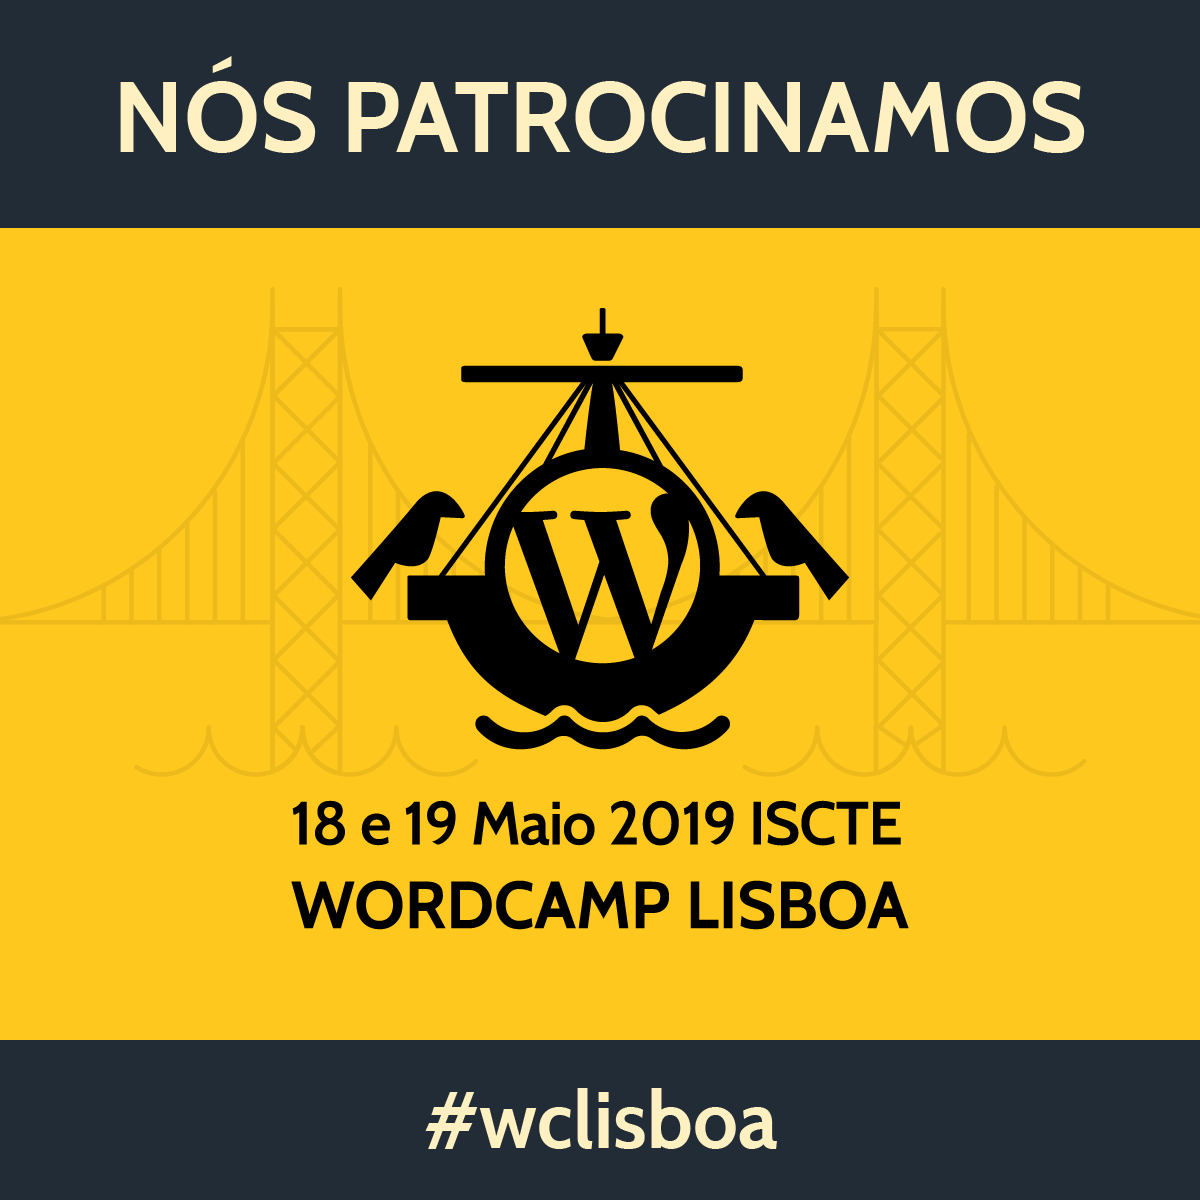 NÓS PATROCINAMOS
W
18 e 19 Maio 2019 ISCTE
WORDCAMP LISBOA
#wclisboa